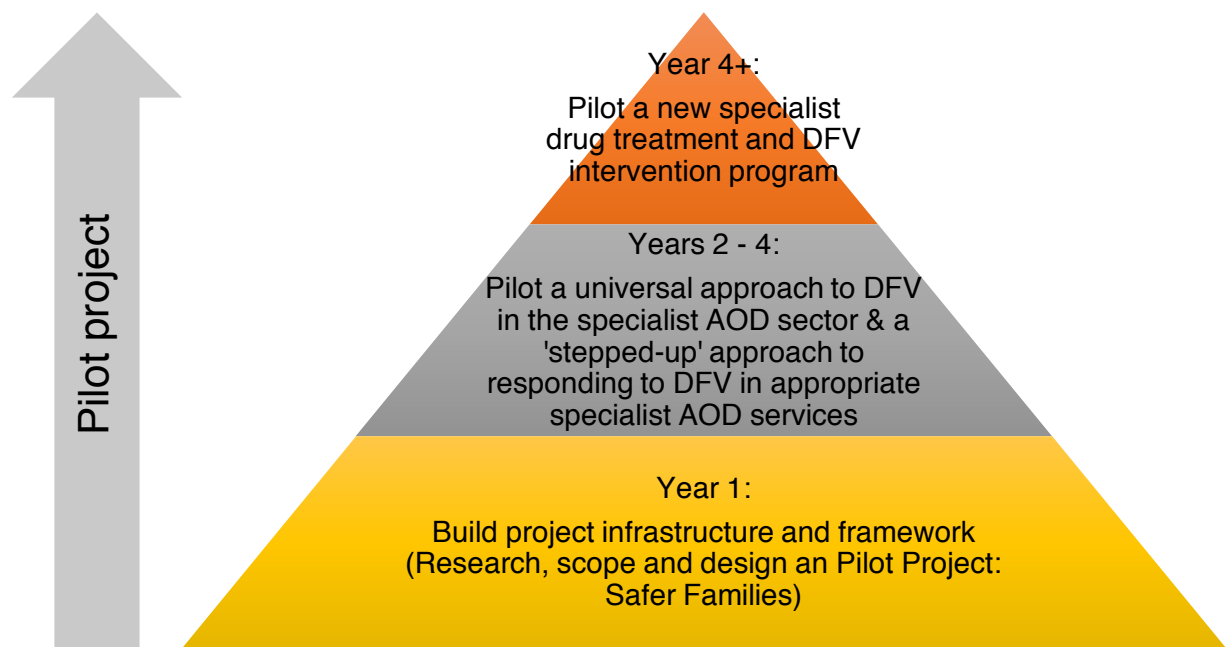 Pilot project
Year 4+:
Pilot a new specialist
drug treatment and DFV
intervention program
Years 2 - 4:
Pilot a universal approach to DFV
in the specialist AOD sector & a
'stepped-up' approach to
responding to DFV in appropriate
specialist AOD services
Year 1:
Build project infrastructure and framework
(Research, scope and design an Pilot Project:
Safer Families)